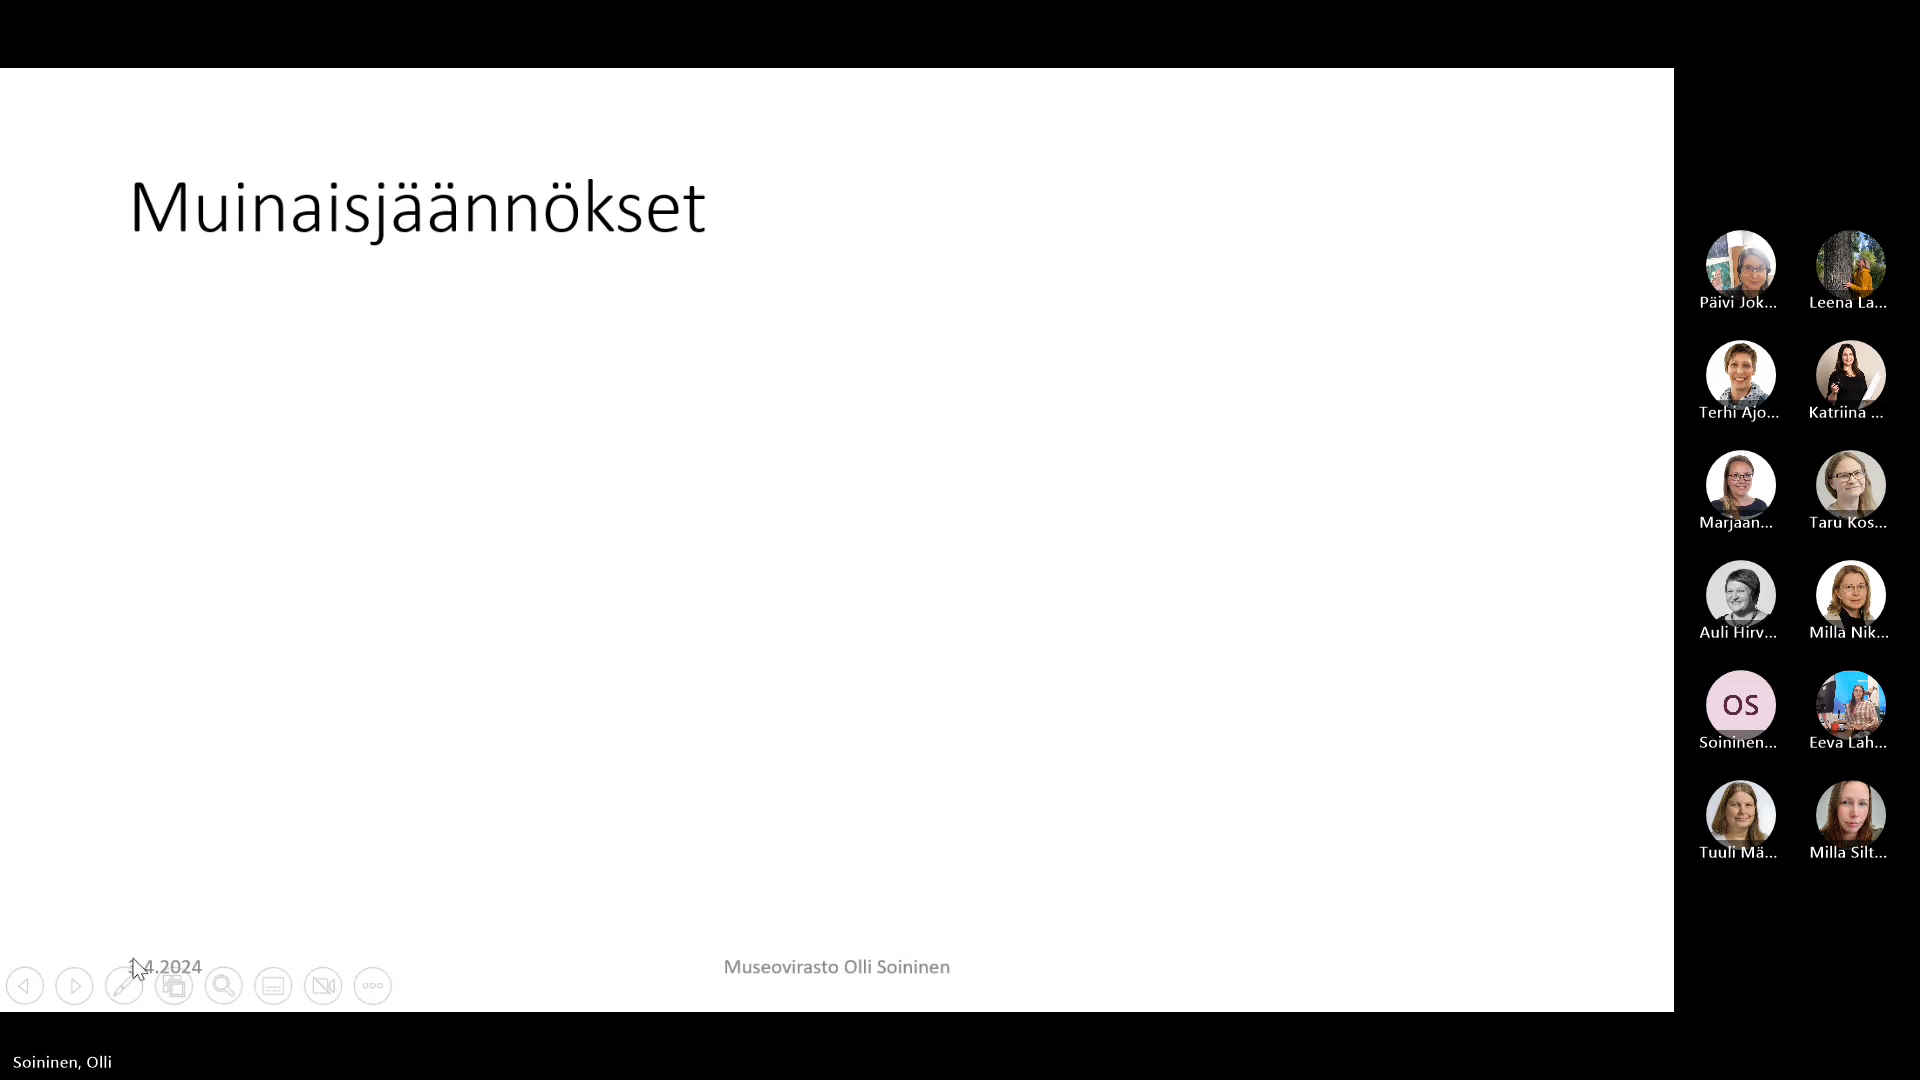 Muinaisjäännökset
Päivi Jok...
Leena La...
Terhi Ajo...
Katriina ...
Marjaan...
Taru Kos...
Auli Hirv...
Milla Nik...
OS
Soininen...
Eeva Lah...
Tuuli Mä...
Milla Silt...
.4.2024
Museovirasto Olli Soininen
Soininen, Olli